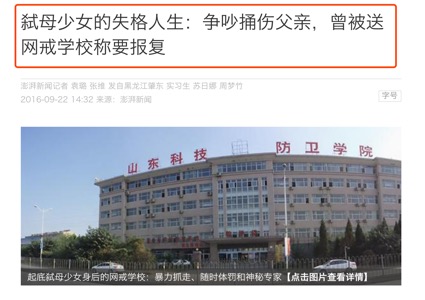 弑母少女的失格人生：争吵捅伤父亲，曾被送
网戒学校称要报复
澎湃新闻记者 袁璐 张维 发自黑龙江肇东 实习生 苏日娜 周梦竹
2016-09-22 14:32 来源：澎湃新闻
字号
山东科技 防卫学院
起底弑母少女身后的网戒学校：暴力抓走、随时体罚和神秘专家【点击图片查看详情】